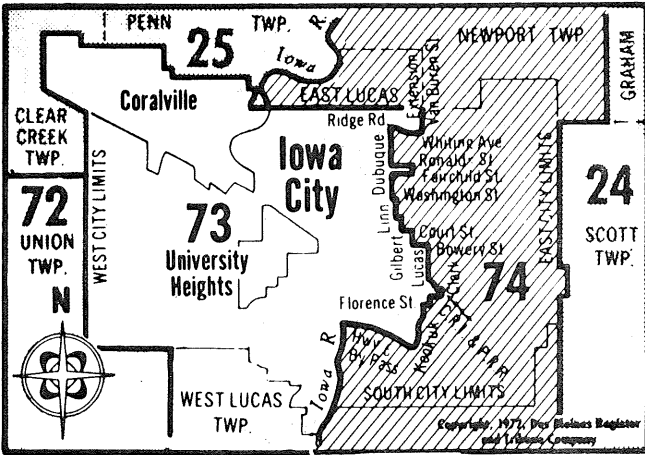 PENN TWP.
25
Iowa R
NEWPORT TWP
GRAHAM
Coralville
EAST LUCAS
Extension
Van Buren St
CLEAR
CREEK
TWP.
Ridge Rd
WEST CITY LIMITS
Iowa
City
Dubuque
Whiting Ave
Ronalds St
Fairchild St
Washington St
EAST CITY LIMITS
72
UNION
TWP.
73
University
Heights
Linn
Gilbert
Lucas
Court St
Bowery St
Clark
74
24
SCOTT
TWP.
N
Florence St
Keokuk
Hwy 6
By Pass
Iowa R
SOUTH CITY LIMITS
WEST LUCAS
TWP.
Copyright, 1972, Des Moines Register
and Tribune Company